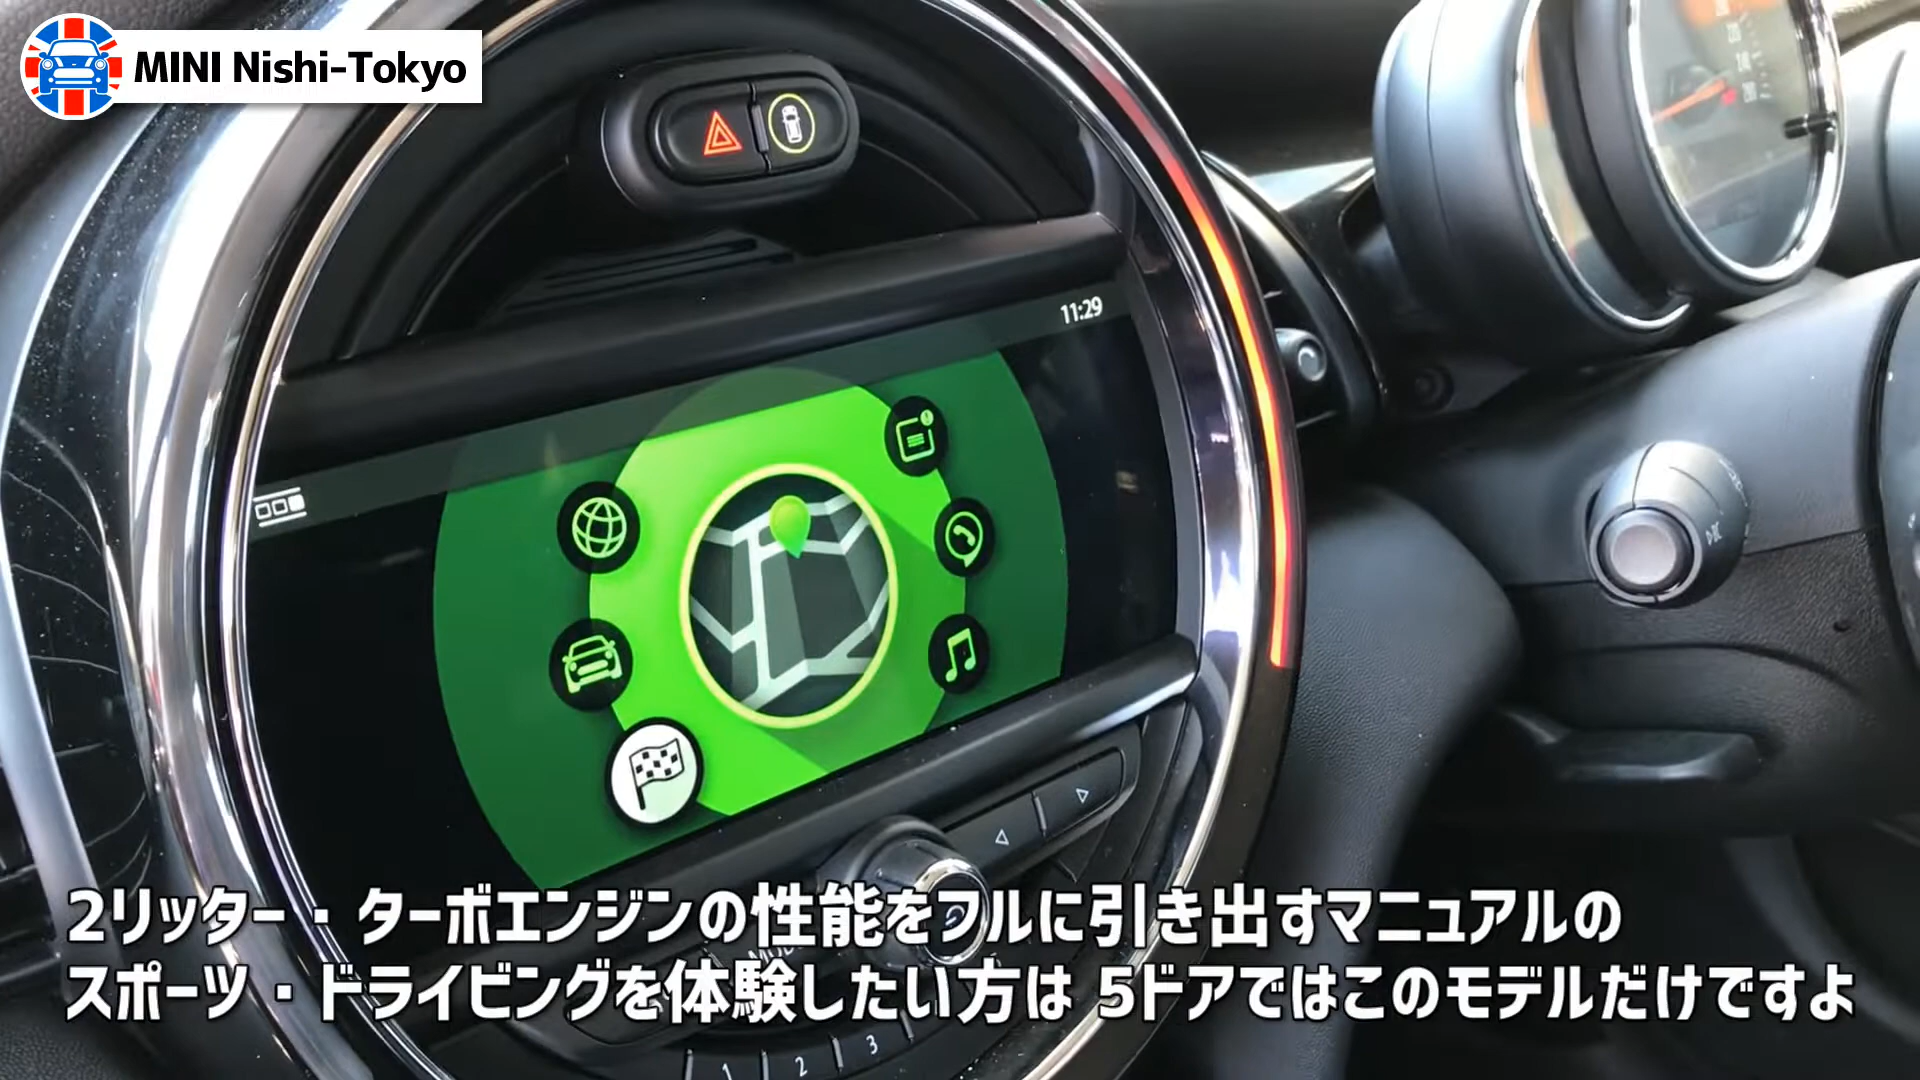 MINI Nishi-Tokyo
11:29
1
2
3
2リッター・ターボエンジンの性能をフルに引き出すマニュアルの
スポーツ・ドライビングを体験したい方は 5ドアではこのモデルだけですよ